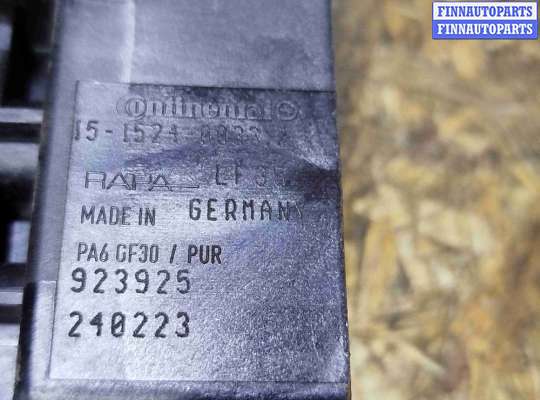 FINNAUTOPARTS
FINNAUTOPARTS
Continental
MADE IN GERMANY
PA6 GF30 / PUR
923925
240223